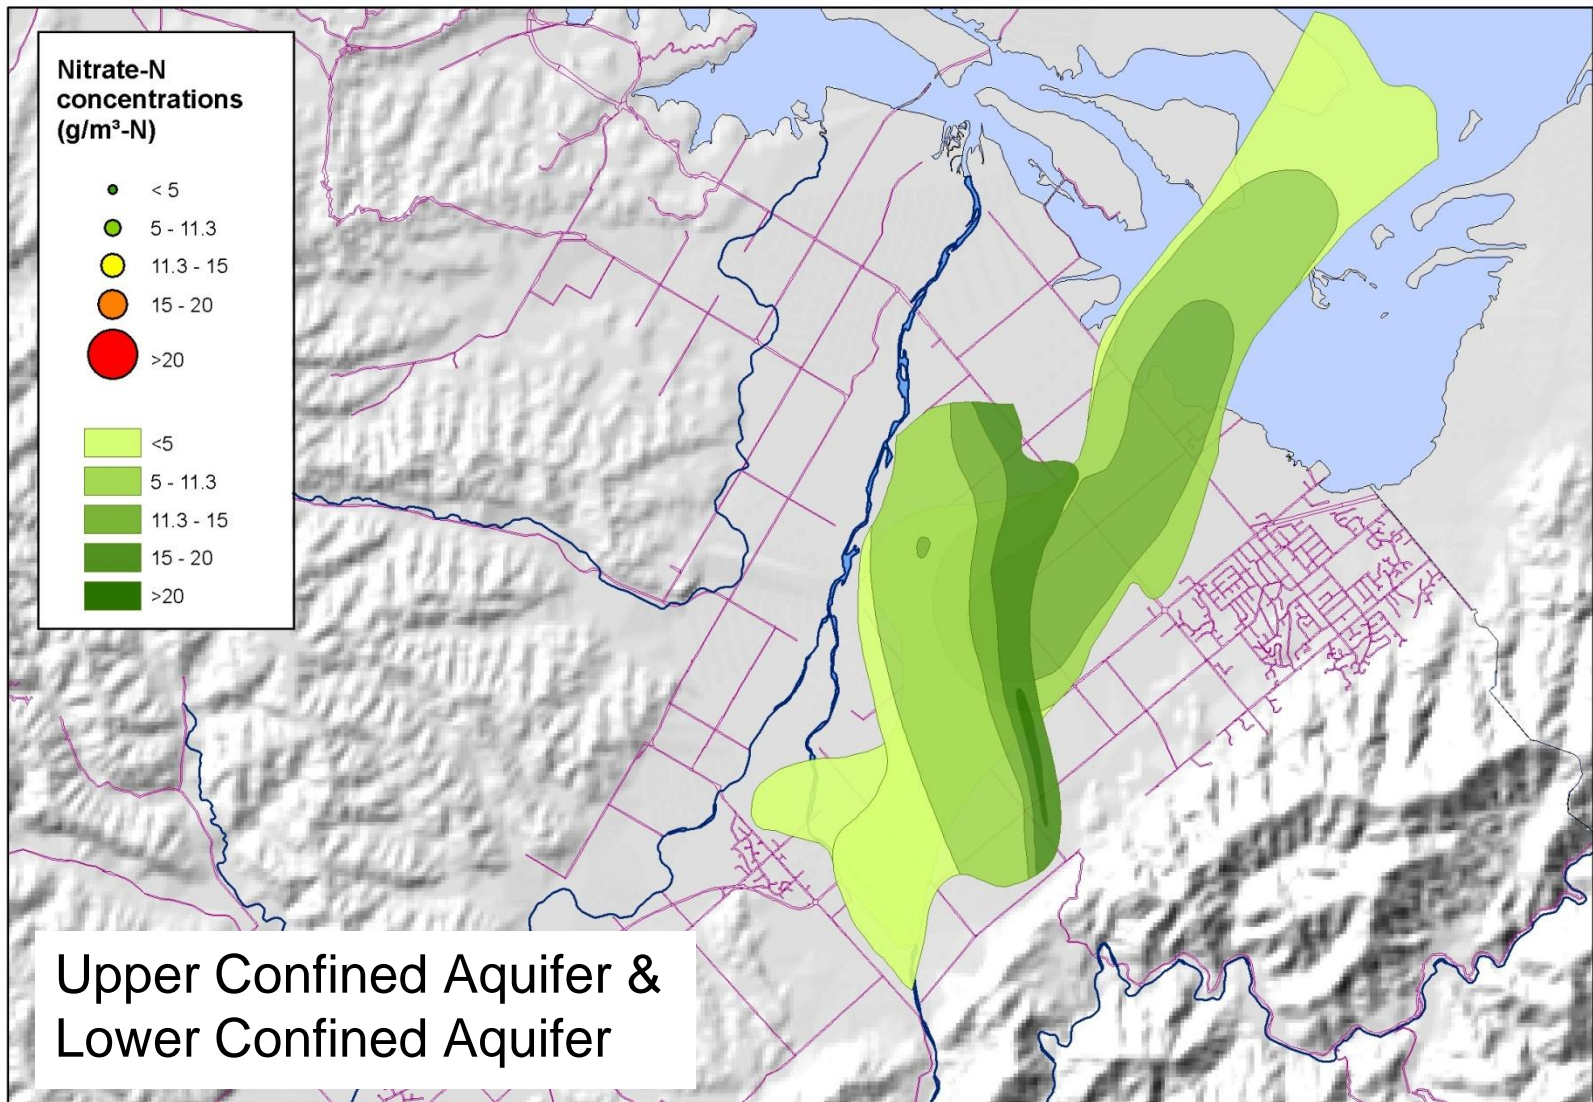 Nitrate-N
concentrations
(g/m³-N)
< 5
5 - 11.3
11.3 - 15
15 - 20
>20
<5
5 - 11.3
11.3 - 15
15 - 20
>20
Upper Confined Aquifer &
Lower Confined Aquifer